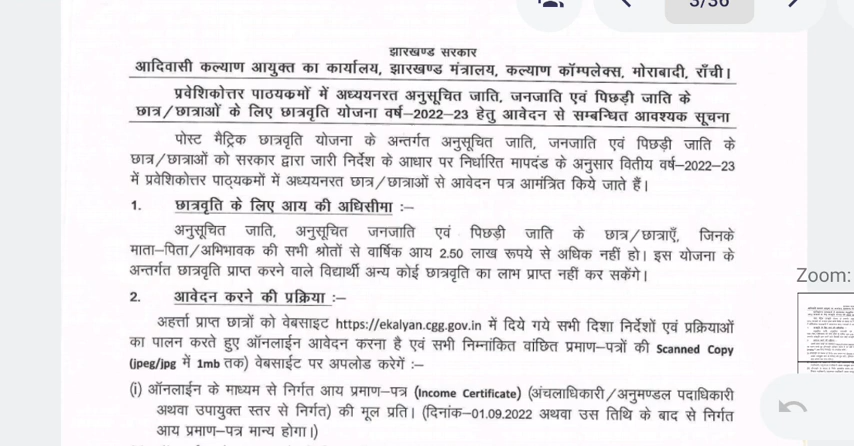 3/36
झारखण्ड सरकार
आदिवासी कल्याण आयुक्त का कार्यालय, झारखण्ड मंत्रालय, कल्याण कॉम्पलेक्स, मोराबादी, राँची।
प्रवेशिकोत्तर पाठयकमों में अध्ययनरत अनुसूचित जाति, जनजाति एवं पिछड़ी जाति के
छात्र/छात्राओं के लिए छात्रवृति योजना वर्ष–2022–23 हेतु आवेदन से सम्बन्धित आवश्यक सूचना
पोस्ट मैट्रिक छात्रवृति योजना के अन्तर्गत अनुसूचित जाति, जनजाति एवं पिछड़ी जाति के
छात्र/छात्राओं को सरकार द्वारा जारी निर्देश के आधार पर निर्धारित मापदंड के अनुसार वितीय वर्ष–2022–23
में प्रवेशिकोत्तर पाठ्यकमों में अध्ययनरत छात्र/छात्राओं से आवेदन पत्र आमंत्रित किये जाते हैं।
1. छात्रवृति के लिए आय की अधिसीमा :–
अनुसूचित जाति, अनुसूचित जनजाति एवं पिछड़ी जाति के छात्र/छात्राएँ, जिनके
माता–पिता/अभिभावक की सभी श्रोतों से वार्षिक आय 2.50 लाख रूपये से अधिक नहीं हो। इस योजना के
अन्तर्गत छात्रवृति प्राप्त करने वाले विद्यार्थी अन्य कोई छात्रवृति का लाभ प्राप्त नहीं कर सकेंगे।
2. आवेदन करने की प्रक्रिया :–
अहर्त्ता प्राप्त छात्रों को वेबसाइट https://ekalyan.cgg.gov.in में दिये गये सभी दिशा निर्देशों एवं प्रक्रियाओं
का पालन करते हुए ऑनलाईन आवेदन करना है एवं सभी निम्नांकित वांछित प्रमाण–पत्रों की Scanned Copy
(jpeg/jpg में 1mb तक) वेबसाईट पर अपलोड करेगें :–
(i) ऑनलाईन के माध्यम से निर्गत आय प्रमाण–पत्र (Income Certificate) (अंचलाधिकारी/अनुमण्डल पदाधिकारी
अथवा उपायुक्त स्तर से निर्गत) की मूल प्रति। (दिनांक–01.09.2022 अथवा उस तिथि के बाद से निर्गत
आय प्रमाण–पत्र मान्य होगा।)
Zoom: